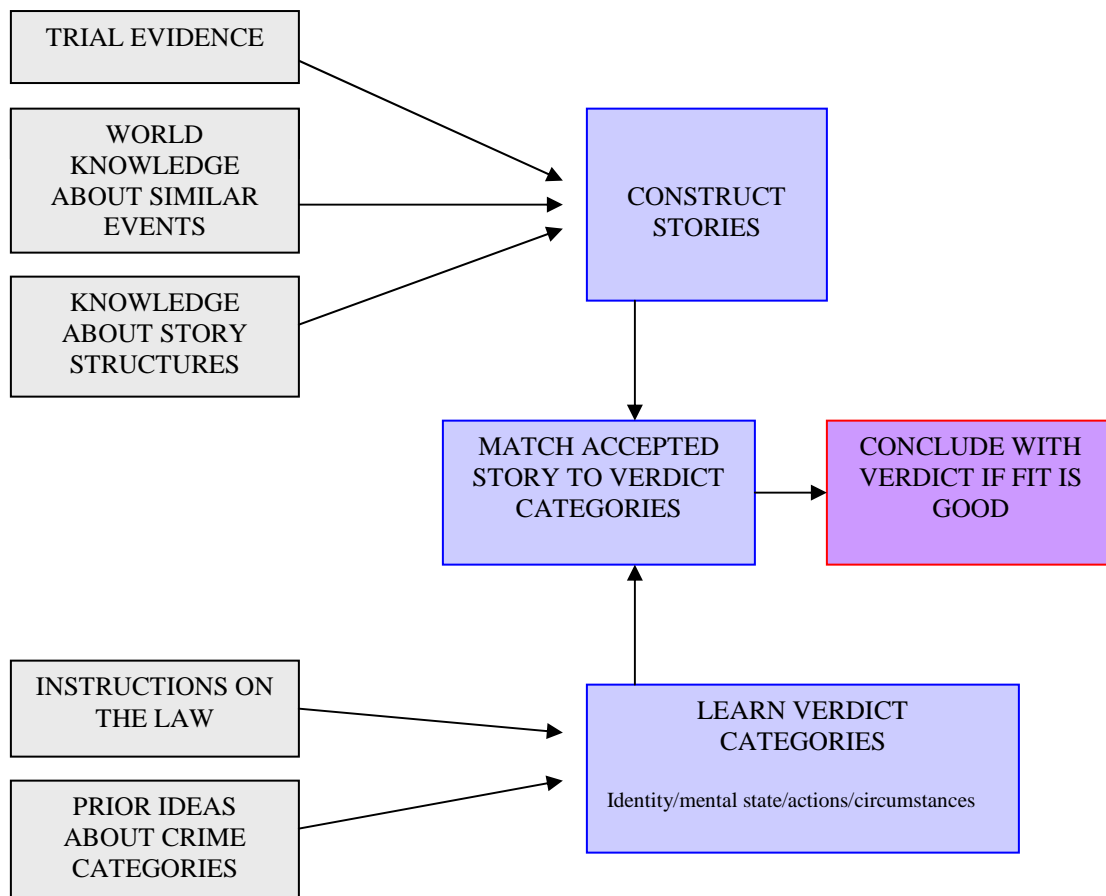 TRIAL EVIDENCE
WORLD
KNOWLEDGE
ABOUT SIMILAR
EVENTS
KNOWLEDGE
ABOUT STORY
STRUCTURES
CONSTRUCT
STORIES
MATCH ACCEPTED
STORY TO VERDICT
CATEGORIES
CONCLUDE WITH
VERDICT IF FIT IS
GOOD
INSTRUCTIONS ON
THE LAW
PRIOR IDEAS
ABOUT CRIME
CATEGORIES
LEARN VERDICT
CATEGORIES
Identity/mental state/actions/circumstances